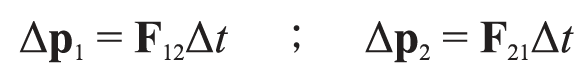 Δp₁ = F₁₂Δt ; Δp₂ = F₂₁Δt